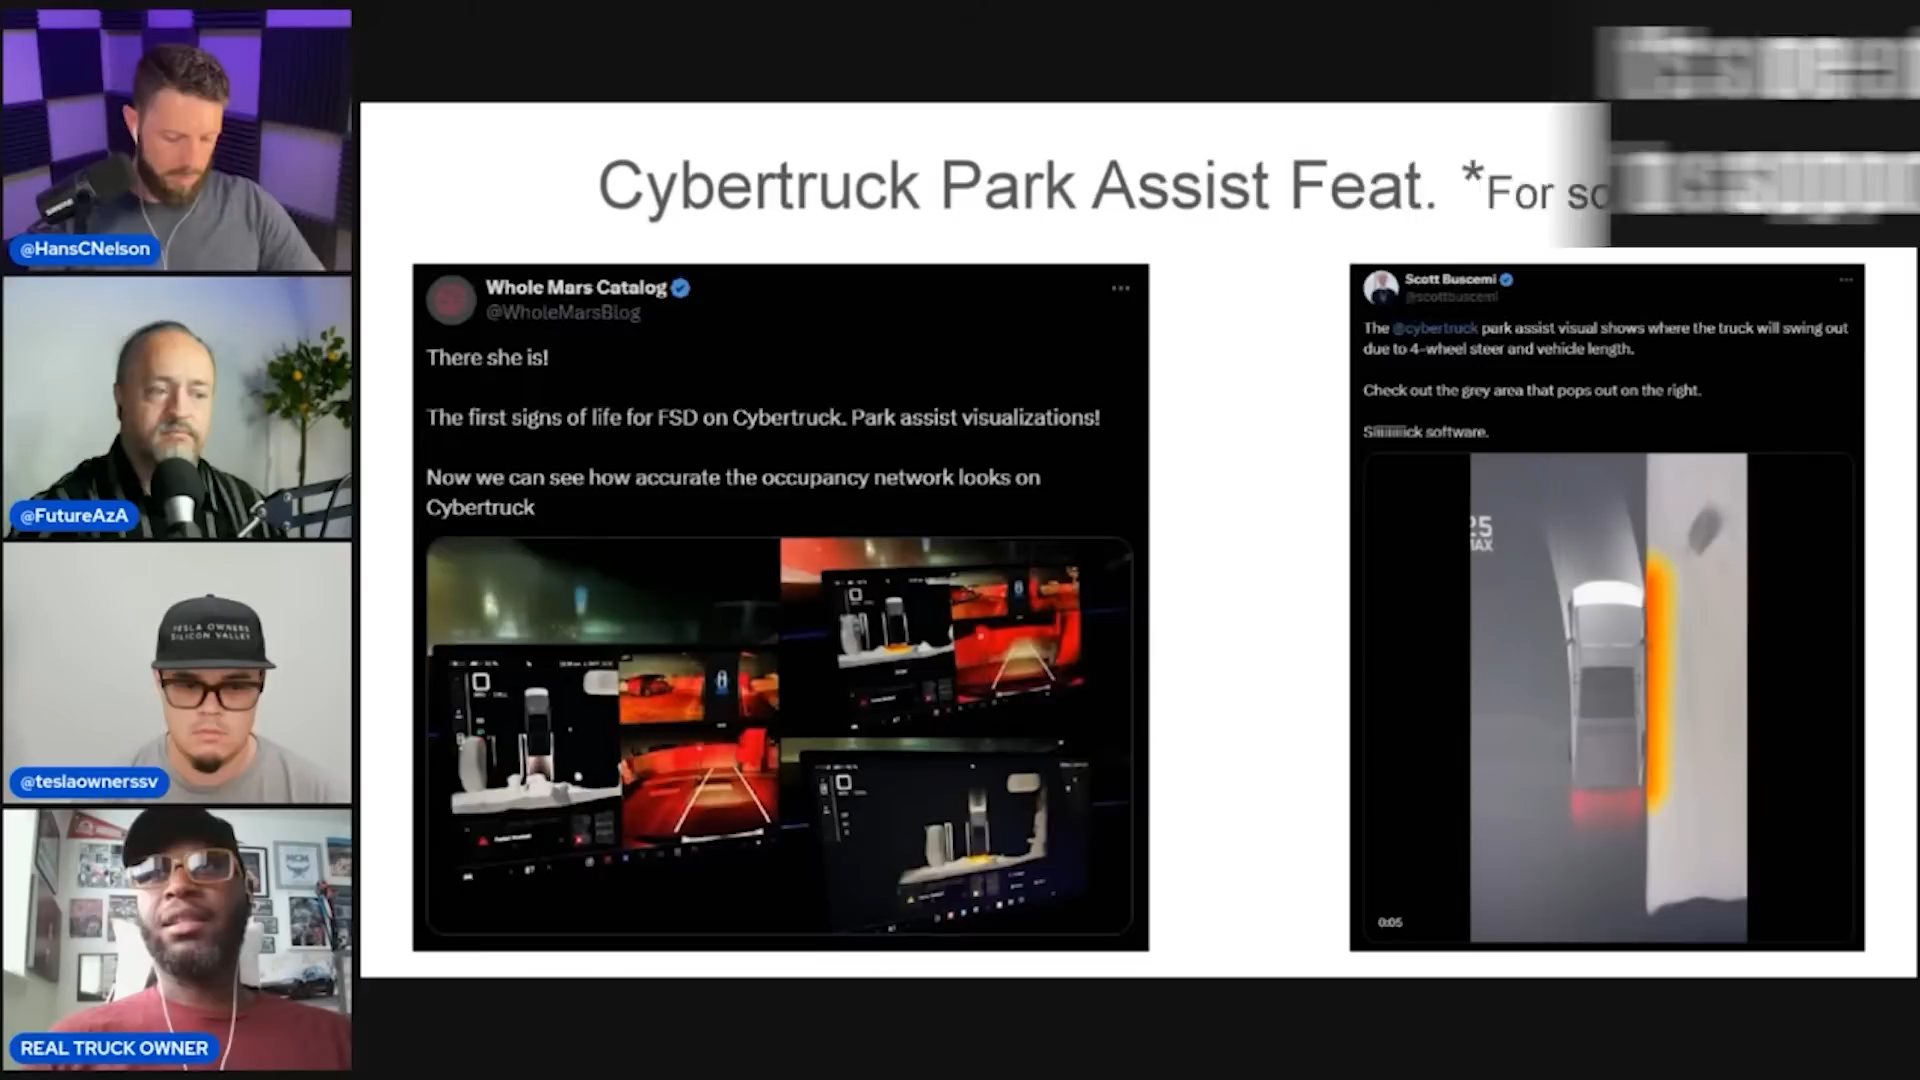 @HansCNelson
@FutureAzA
TESLA OWNERS
SILICON VALLEY
@teslaownerssv
REAL TRUCK OWNER
Cybertruck Park Assist Feat. *For
Whole Mars Catalog
@WholeMarsBlog
There she is!
The first signs of life for FSD on Cybertruck. Park assist visualizations!
Now we can see how accurate the occupancy network looks on
Cybertruck
Scott Buscemi
@scottbuscemi
The @cybertruck park assist visual shows where the truck will swing out
due to 4-wheel steer and vehicle length.
Check out the grey area that pops out on the right.
software.
25
MAX
0:05